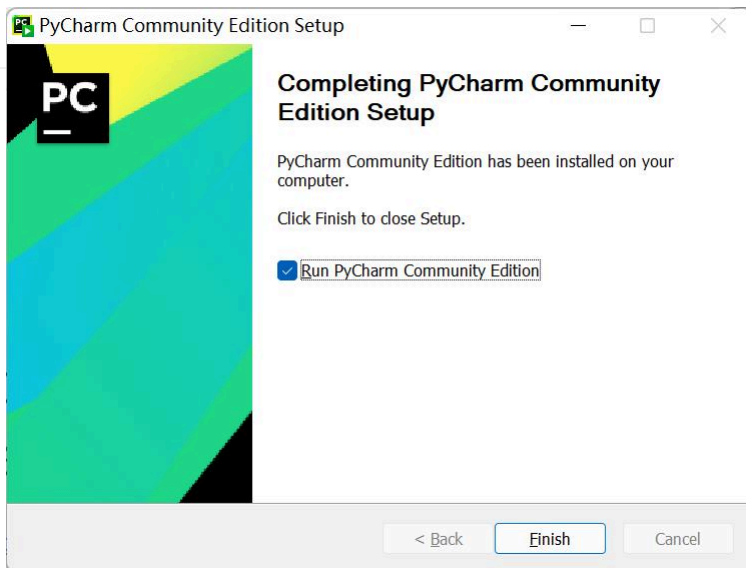 PyCharm Community Edition Setup
PC
Completing PyCharm Community
Edition Setup
PyCharm Community Edition has been installed on your
computer.
Click Finish to close Setup.
Run PyCharm Community Edition
< Back
Finish
Cancel